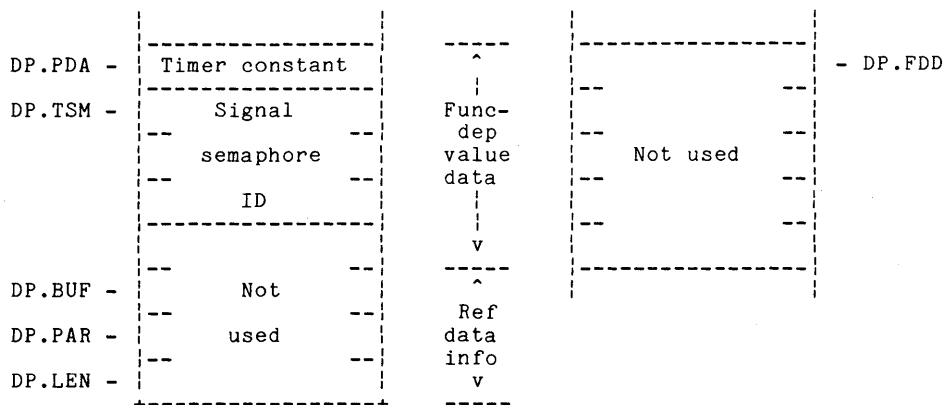 DP.PDA - Timer constant ^ - DP.FDD
DP.TSM - Signal Func-
dep
semaphore value Not used
data
ID
v
DP.BUF - Not ^
Ref
DP.PAR - used data
info
DP.LEN - v